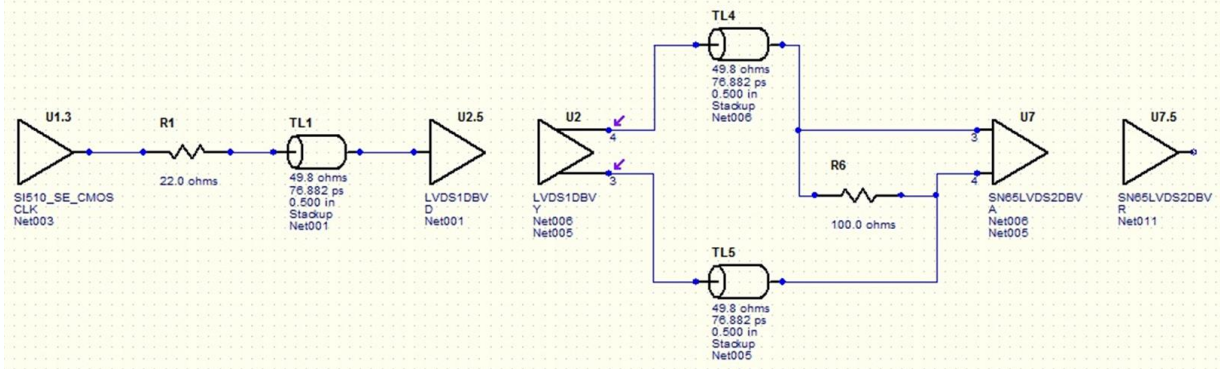 U1.3
SI510_SE_CMOS
CLK
Net003
R1
22.0 ohms
TL1
49.8 ohms
76.882 ps
0.500 in
Stackup
Net001
U2.5
LVDS1DBV
D
Net001
U2
4
3
LVDS1DBV
Y
Net006
Net005
TL4
49.8 ohms
76.882 ps
0.500 in
Stackup
Net006
R6
100.0 ohms
TL5
49.8 ohms
76.882 ps
0.500 in
Stackup
Net005
U7
3
4
SN65LVDS2DBV
A
Net006
Net005
U7.5
SN65LVDS2DBV
R
Net011